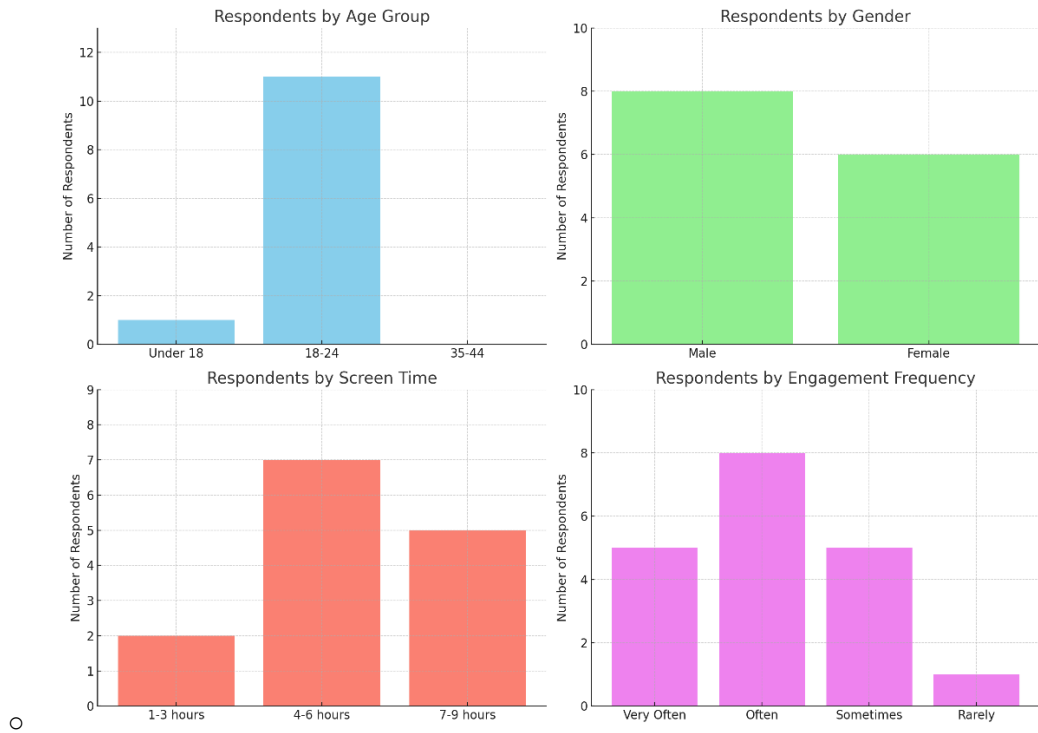 Respondents by Age Group
Number of Respondents
12
10
8
6
4
2
0
Under 18 18-24 35-44
Respondents by Gender
Number of Respondents
10
8
6
4
2
0
Male Female
Respondents by Screen Time
Number of Respondents
9
8
7
6
5
4
3
2
1
0
1-3 hours 4-6 hours 7-9 hours
Respondents by Engagement Frequency
Number of Respondents
10
8
6
4
2
0
Very Often Often Sometimes Rarely